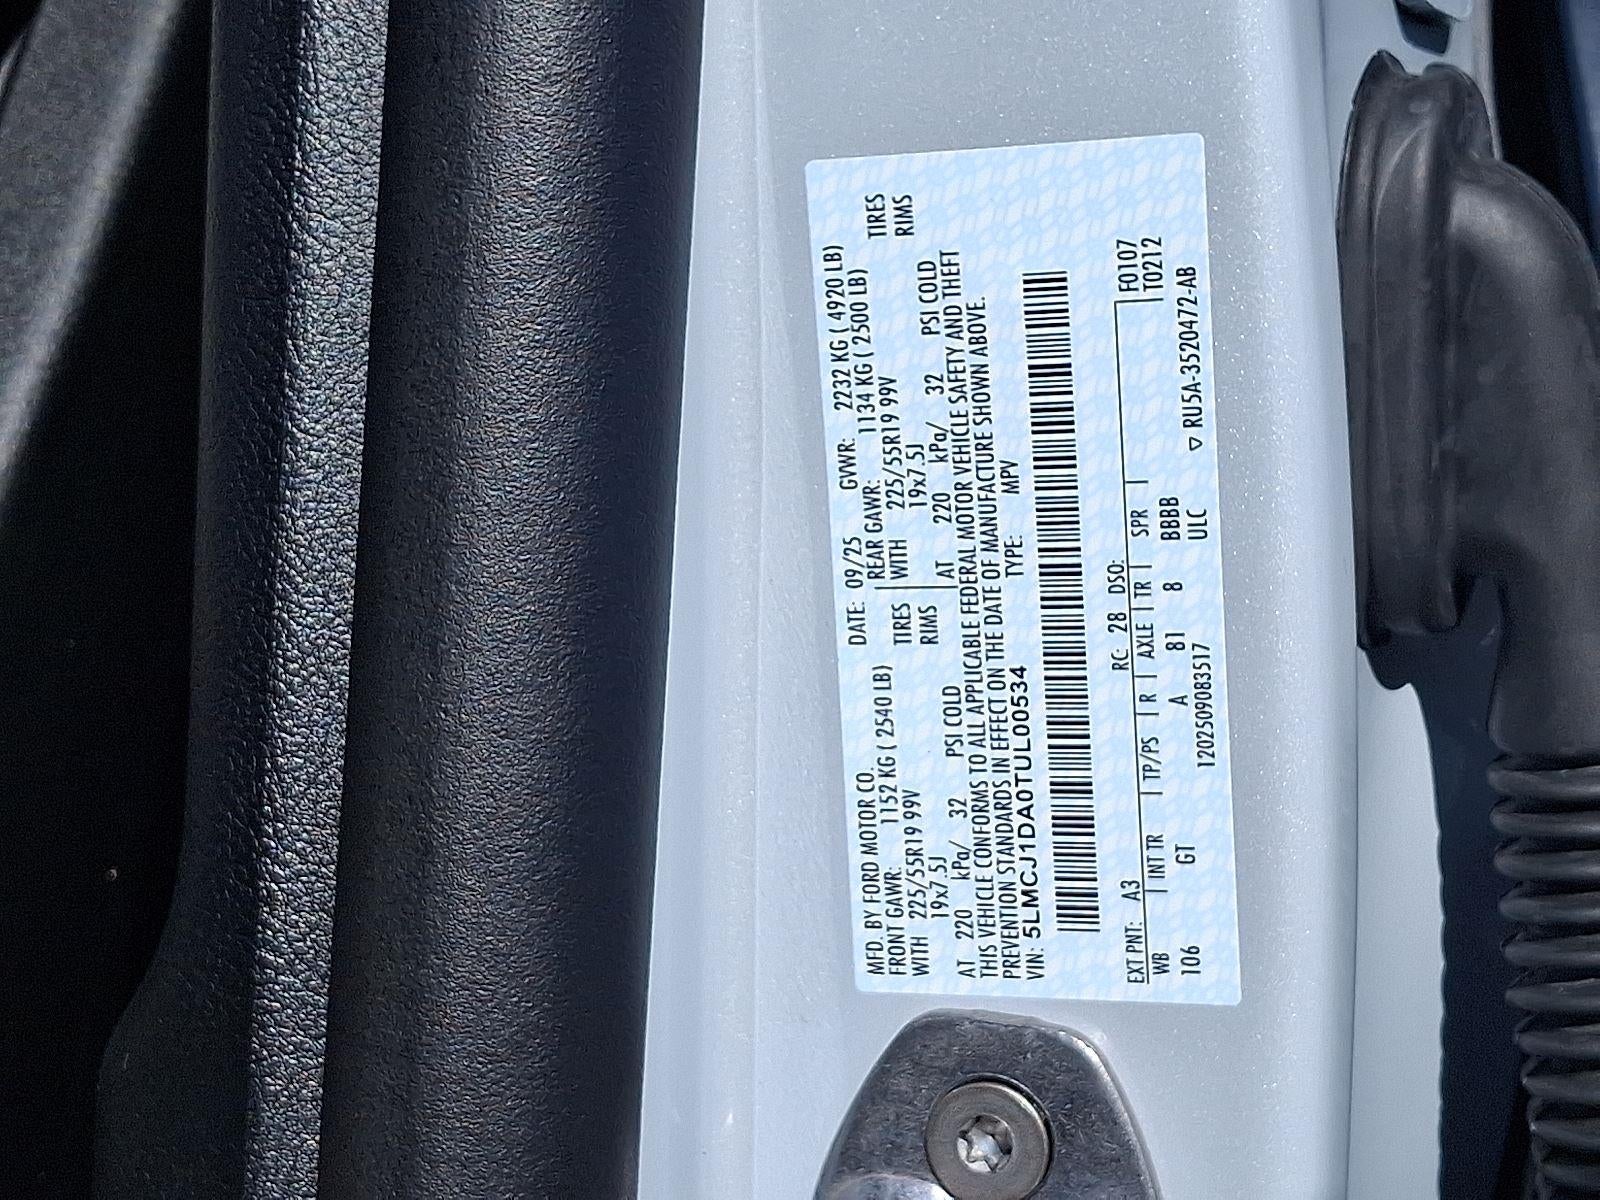 MFD. BY FORD MOTOR CO. DATE: 09/25 GVWR: 2232 KG ( 4920 LB)
FRONT GAWR: 1152 KG ( 2540 LB) REAR GAWR: 1134 KG ( 2500 LB)
WITH 225/55R19 99V TIRES WITH 225/55R19 99V TIRES
19x7.5J RIMS 19x7.5J RIMS
AT 220 kPa/ 32 PSI COLD AT 220 kPa/ 32 PSI COLD
THIS VEHICLE CONFORMS TO ALL APPLICABLE FEDERAL MOTOR VEHICLE SAFETY AND THEFT
PREVENTION STANDARDS IN EFFECT ON THE DATE OF MANUFACTURE SHOWN ABOVE.
VIN: 5LMCJ1DA0TUL00534 TYPE: MPV
EXT PNT: A3 RC: 28 DSO: F0107
WB INT TR TP/PS R AXLE TR SPR T0212
106 GT A 81 8 BBBB
1202509083517 ULC ▽ RU5A-3520472-AB